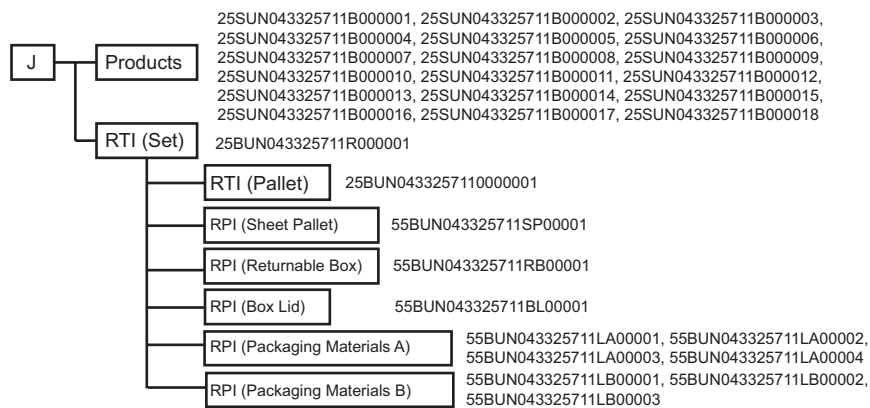 25SUN043325711B000001, 25SUN043325711B000002, 25SUN043325711B000003,
25SUN043325711B000004, 25SUN043325711B000005, 25SUN043325711B000006,
J
Products
25SUN043325711B000007, 25SUN043325711B000008, 25SUN043325711B000009,
25SUN043325711B000010, 25SUN043325711B000011, 25SUN043325711B000012,
25SUN043325711B000013, 25SUN043325711B000014, 25SUN043325711B000015,
25SUN043325711B000016, 25SUN043325711B000017, 25SUN043325711B000018
RTI (Set)
25BUN043325711R000001
RTI (Pallet)
25BUN0433257110000001
RPI (Sheet Pallet)
55BUN043325711SP00001
RPI (Returnable Box)
55BUN043325711RB00001
RPI (Box Lid)
55BUN043325711BL00001
RPI (Packaging Materials A)
55BUN043325711LA00001, 55BUN043325711LA00002,
55BUN043325711LA00003, 55BUN043325711LA00004
RPI (Packaging Materials B)
55BUN043325711LB00001, 55BUN043325711LB00002,
55BUN043325711LB00003